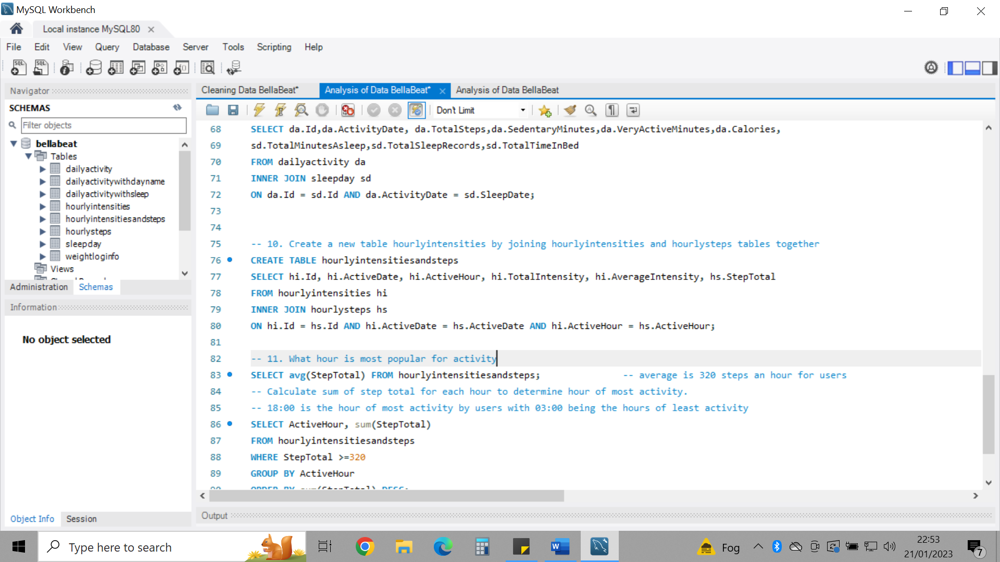 MySQL Workbench
Local instance MySQL80
File Edit View Query Database Server Tools Scripting Help
Navigator
SCHEMAS
Filter objects
bellabeat
Tables
dailyactivity
dailyactivitywithdayname
dailyactivitywithsleep
hourlyintensities
hourlyintensitiesandsteps
hourlysteps
sleepday
weightloginfo
Views
Administration Schemas
Information
No object selected
Object Info Session
Cleaning Data BellaBeat* Analysis of Data BellaBeat* Analysis of Data BellaBeat
Don't Limit
68 SELECT da.Id,da.ActivityDate, da.TotalSteps,da.SedentaryMinutes,da.VeryActiveMinutes,da.Calories,
69 sd.TotalMinutesAsleep,sd.TotalSleepRecords,sd.TotalTimeInBed
70 FROM dailyactivity da
71 INNER JOIN sleepday sd
72 ON da.Id = sd.Id AND da.ActivityDate = sd.SleepDate;
73
74
75 -- 10. Create a new table hourlyintensities by joining hourlyintensities and hourlysteps tables together
76 CREATE TABLE hourlyintensitiesandsteps
77 SELECT hi.Id, hi.ActiveDate, hi.ActiveHour, hi.TotalIntensity, hi.AverageIntensity, hs.StepTotal
78 FROM hourlyintensities hi
79 INNER JOIN hourlysteps hs
80 ON hi.Id = hs.Id AND hi.ActiveDate = hs.ActiveDate AND hi.ActiveHour = hs.ActiveHour;
81
82 -- 11. What hour is most popular for activity
83 SELECT avg(StepTotal) FROM hourlyintensitiesandsteps; -- average is 320 steps an hour for users
84 -- Calculate sum of step total for each hour to determine hour of most activity.
85 -- 18:00 is the hour of most activity by users with 03:00 being the hours of least activity
86 SELECT ActiveHour, sum(StepTotal)
87 FROM hourlyintensitiesandsteps
88 WHERE StepTotal >=320
89 GROUP BY ActiveHour
90 ORDER BY sum(StepTotal) DESC;
Output
Type here to search
Fog
22:53
21/01/2023
7